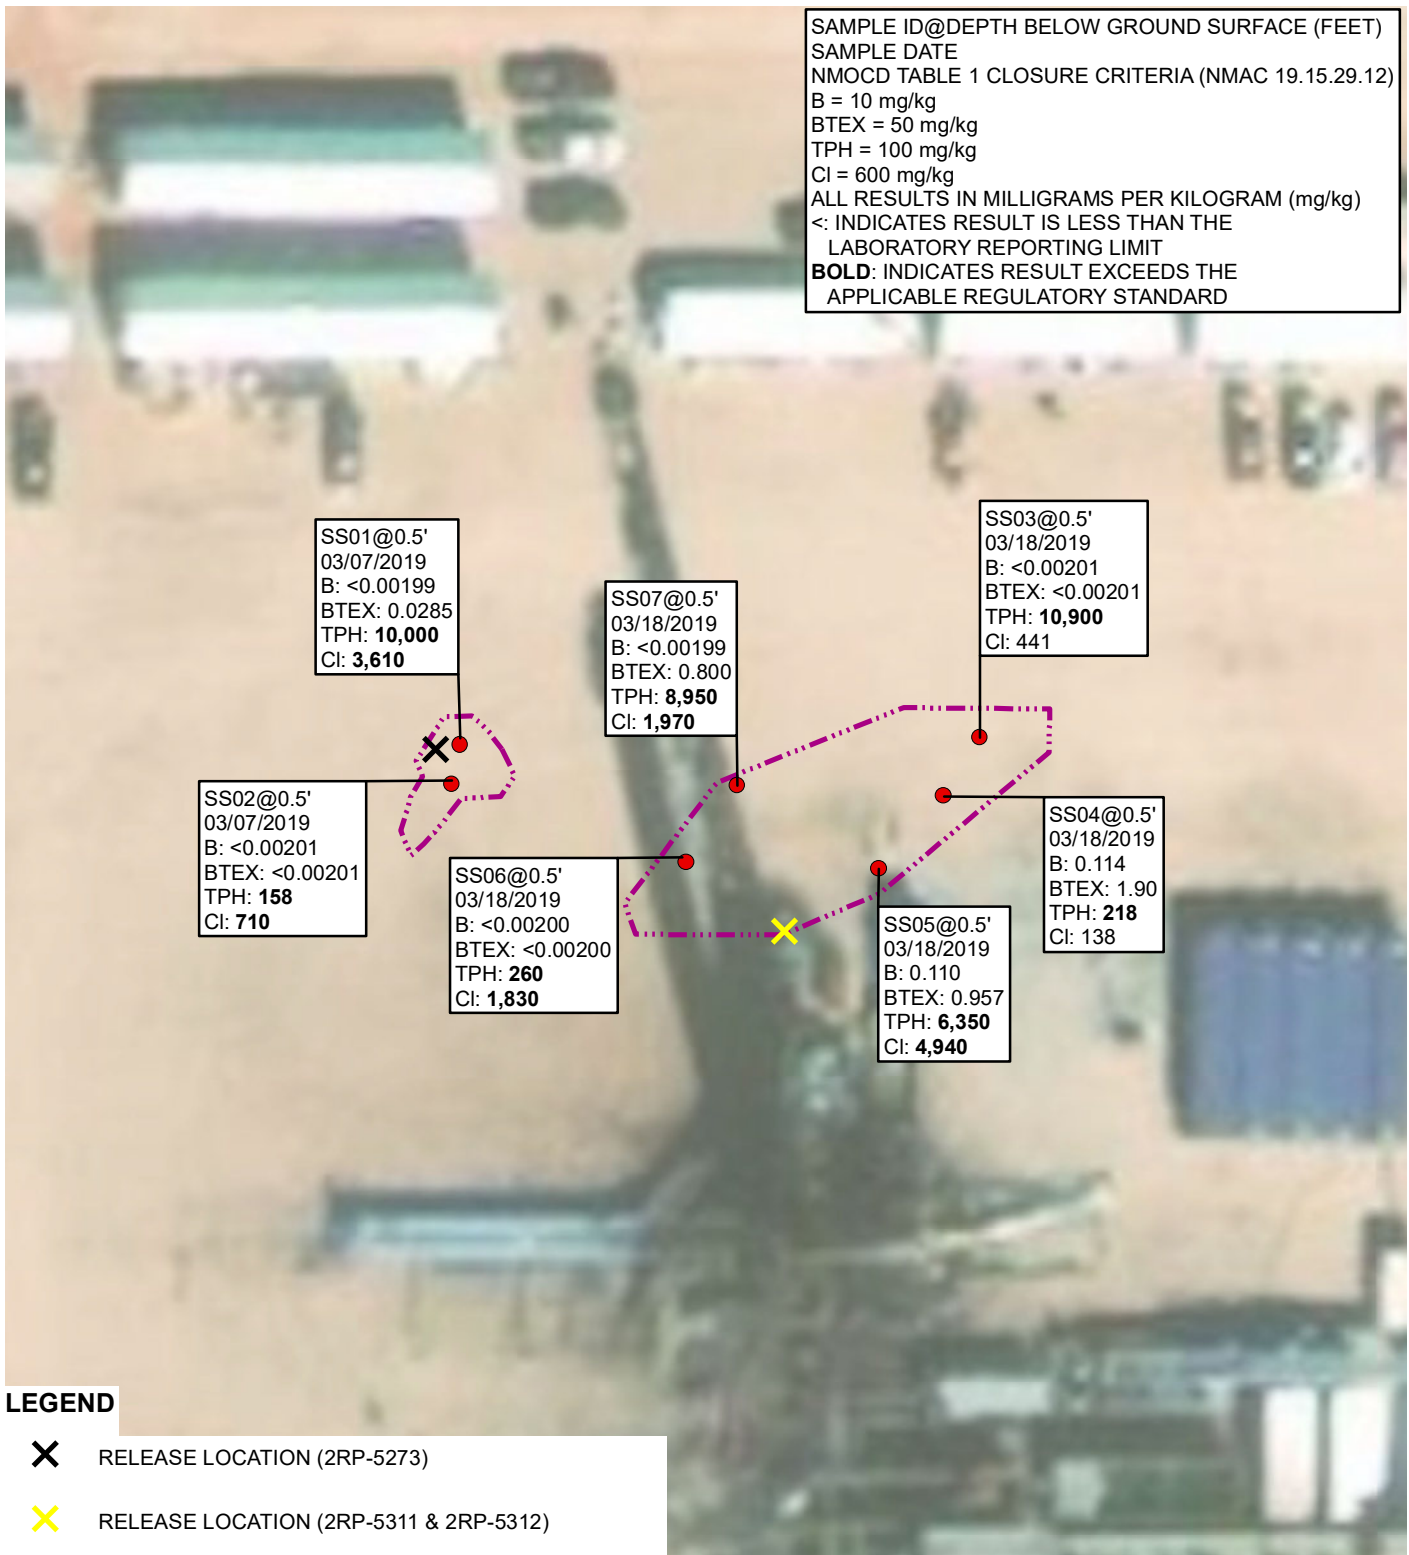 SAMPLE ID@DEPTH BELOW GROUND SURFACE (FEET)
SAMPLE DATE
NMOCD TABLE 1 CLOSURE CRITERIA (NMAC 19.15.29.12)
B = 10 mg/kg
BTEX = 50 mg/kg
TPH = 100 mg/kg
Cl = 600 mg/kg
ALL RESULTS IN MILLIGRAMS PER KILOGRAM (mg/kg)
<: INDICATES RESULT IS LESS THAN THE
LABORATORY REPORTING LIMIT
BOLD: INDICATES RESULT EXCEEDS THE
APPLICABLE REGULATORY STANDARD
SS01@0.5'
03/07/2019
B: <0.00199
BTEX: 0.0285
TPH: 10,000
Cl: 3,610
SS07@0.5'
03/18/2019
B: <0.00199
BTEX: 0.800
TPH: 8,950
Cl: 1,970
SS03@0.5'
03/18/2019
B: <0.00201
BTEX: <0.00201
TPH: 10,900
Cl: 441
SS02@0.5'
03/07/2019
B: <0.00201
BTEX: <0.00201
TPH: 158
Cl: 710
SS06@0.5'
03/18/2019
B: <0.00200
BTEX: <0.00200
TPH: 260
Cl: 1,830
SS05@0.5'
03/18/2019
B: 0.110
BTEX: 0.957
TPH: 6,350
Cl: 4,940
SS04@0.5'
03/18/2019
B: 0.114
BTEX: 1.90
TPH: 218
Cl: 138
LEGEND
RELEASE LOCATION (2RP-5273)
RELEASE LOCATION (2RP-5311 & 2RP-5312)